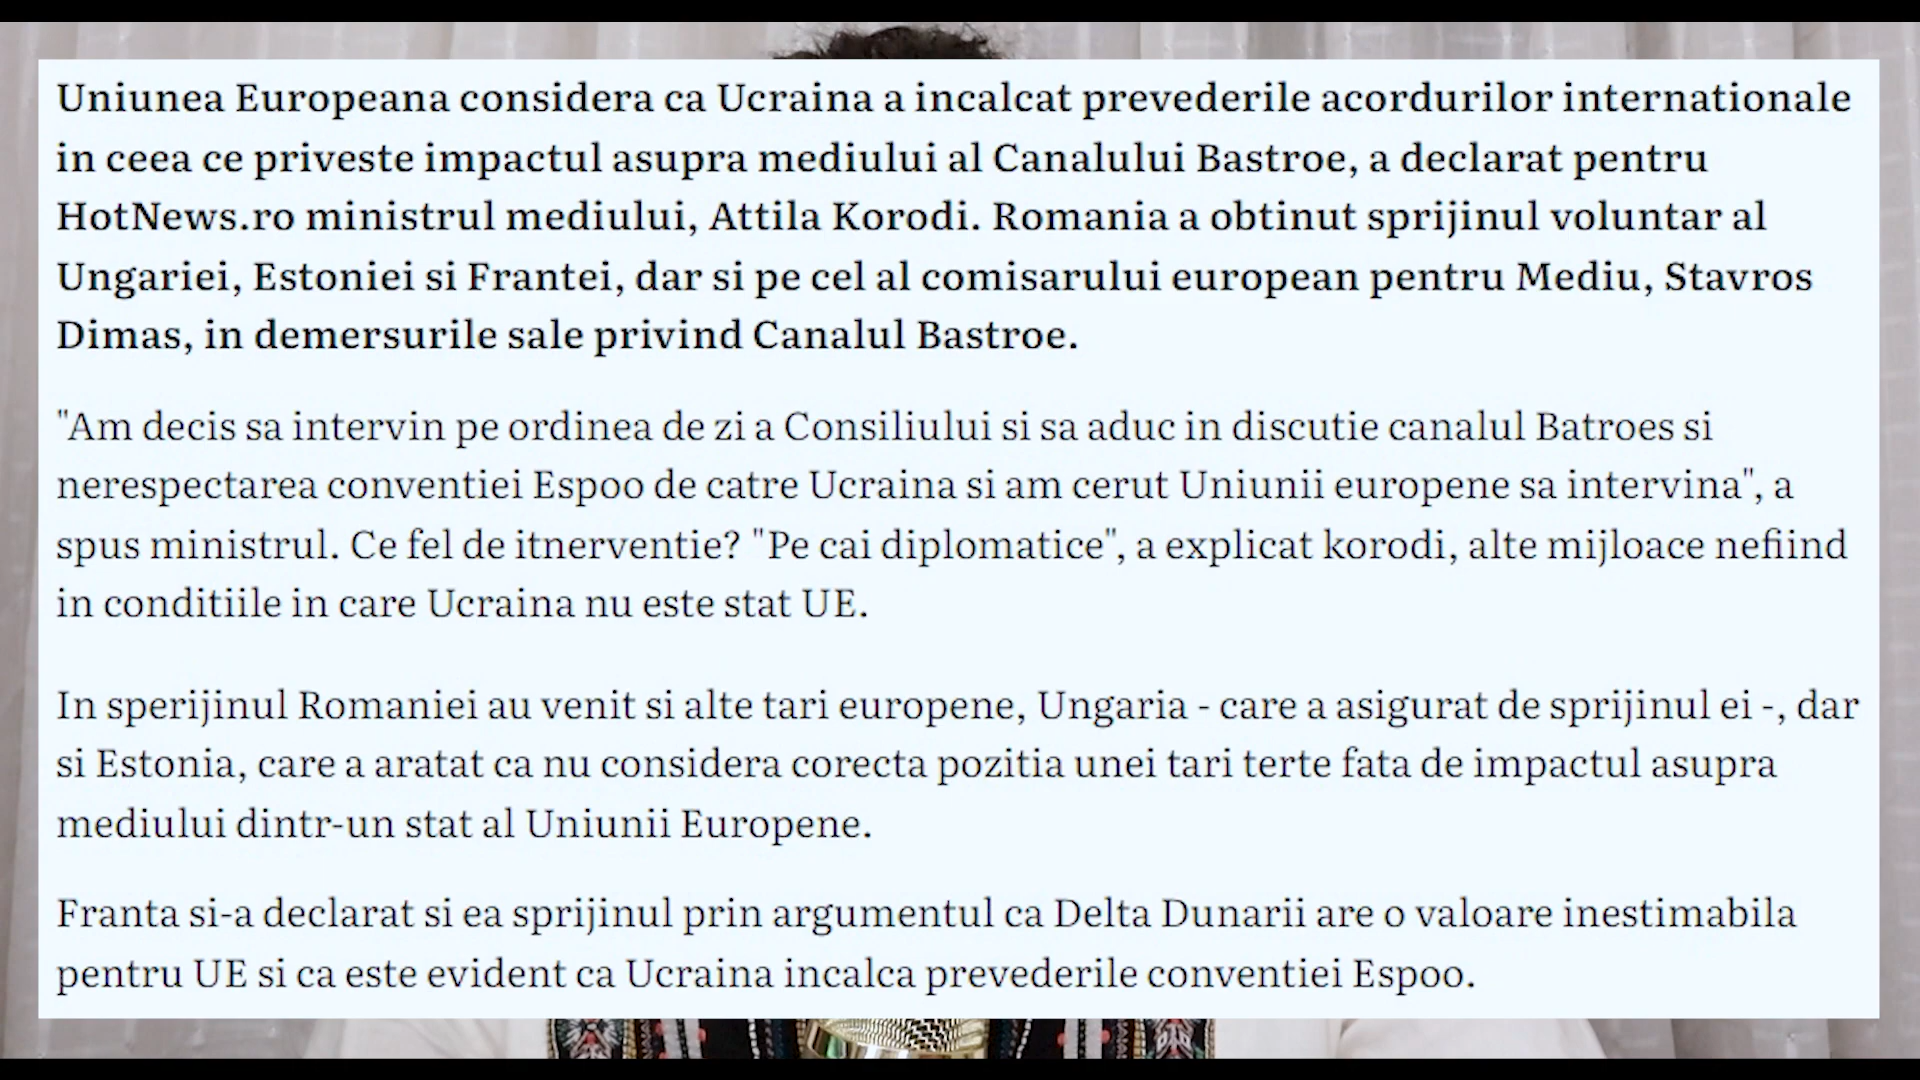 Uniunea Europeana considera ca Ucraina a incalcat prevederile acordurilor internationale
in ceea ce priveste impactul asupra mediului al Canalului Bastroe, a declarat pentru
HotNews.ro ministrul mediului, Attila Korodi. Romania a obtinut sprijinul voluntar al
Ungariei, Estoniei si Frantei, dar si pe cel al comisarului european pentru Mediu, Stavros
Dimas, in demersurile sale privind Canalul Bastroe.
"Am decis sa intervin pe ordinea de zi a Consiliului si sa aduc in discutie canalul Batroes si
nerespectarea conventiei Espoo de catre Ucraina si am cerut Uniunii europene sa intervina", a
spus ministrul. Ce fel de itnerventie? "Pe cai diplomatice", a explicat korodi, alte mijloace nefiind
in conditiile in care Ucraina nu este stat UE.
In sperijinul Romaniei au venit si alte tari europene, Ungaria - care a asigurat de sprijinul ei -, dar
si Estonia, care a aratat ca nu considera corecta pozitia unei tari terte fata de impactul asupra
mediului dintr-un stat al Uniunii Europene.
Franta si-a declarat si ea sprijinul prin argumentul ca Delta Dunarii are o valoare inestimabila
pentru UE si ca este evident ca Ucraina incalca prevederile conventiei Espoo.